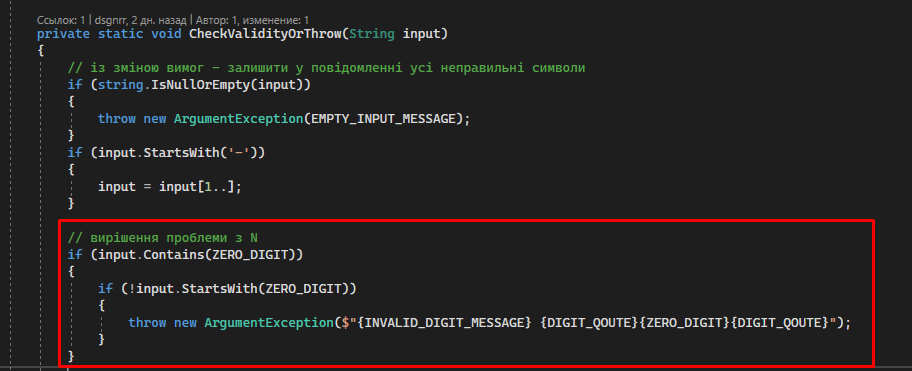 Ссылок: 1 | dsgnrr, 2 дн. назад | Автор: 1, изменение: 1
private static void CheckValidityOrThrow(String input)
{
// із зміною вимог – залишити у повідомленні усі неправильні символи
if (string.IsNullOrEmpty(input))
{
throw new ArgumentException(EMPTY_INPUT_MESSAGE);
}
if (input.StartsWith('-'))
{
input = input[1..];
}
// вирішення проблеми з N
if (input.Contains(ZERO_DIGIT))
{
if (!input.StartsWith(ZERO_DIGIT))
{
throw new ArgumentException($"{INVALID_DIGIT_MESSAGE} {DIGIT_QOUTE}{ZERO_DIGIT}{DIGIT_QOUTE}");
}
}